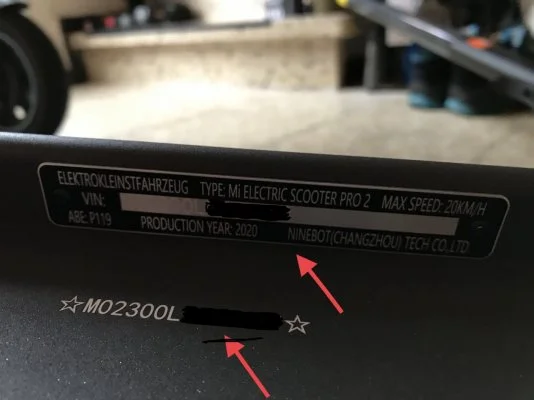 ELEKTROKLEINSTFAHRZEUG TYPE: Mi ELECTRIC SCOOTER PRO 2 MAX SPEED: 20KM/H
VIN:
ABE: P119 PRODUCTION YEAR: 2020 NINEBOT(CHANGZHOU) TECH CO.,LTD
☆MO2300L ☆